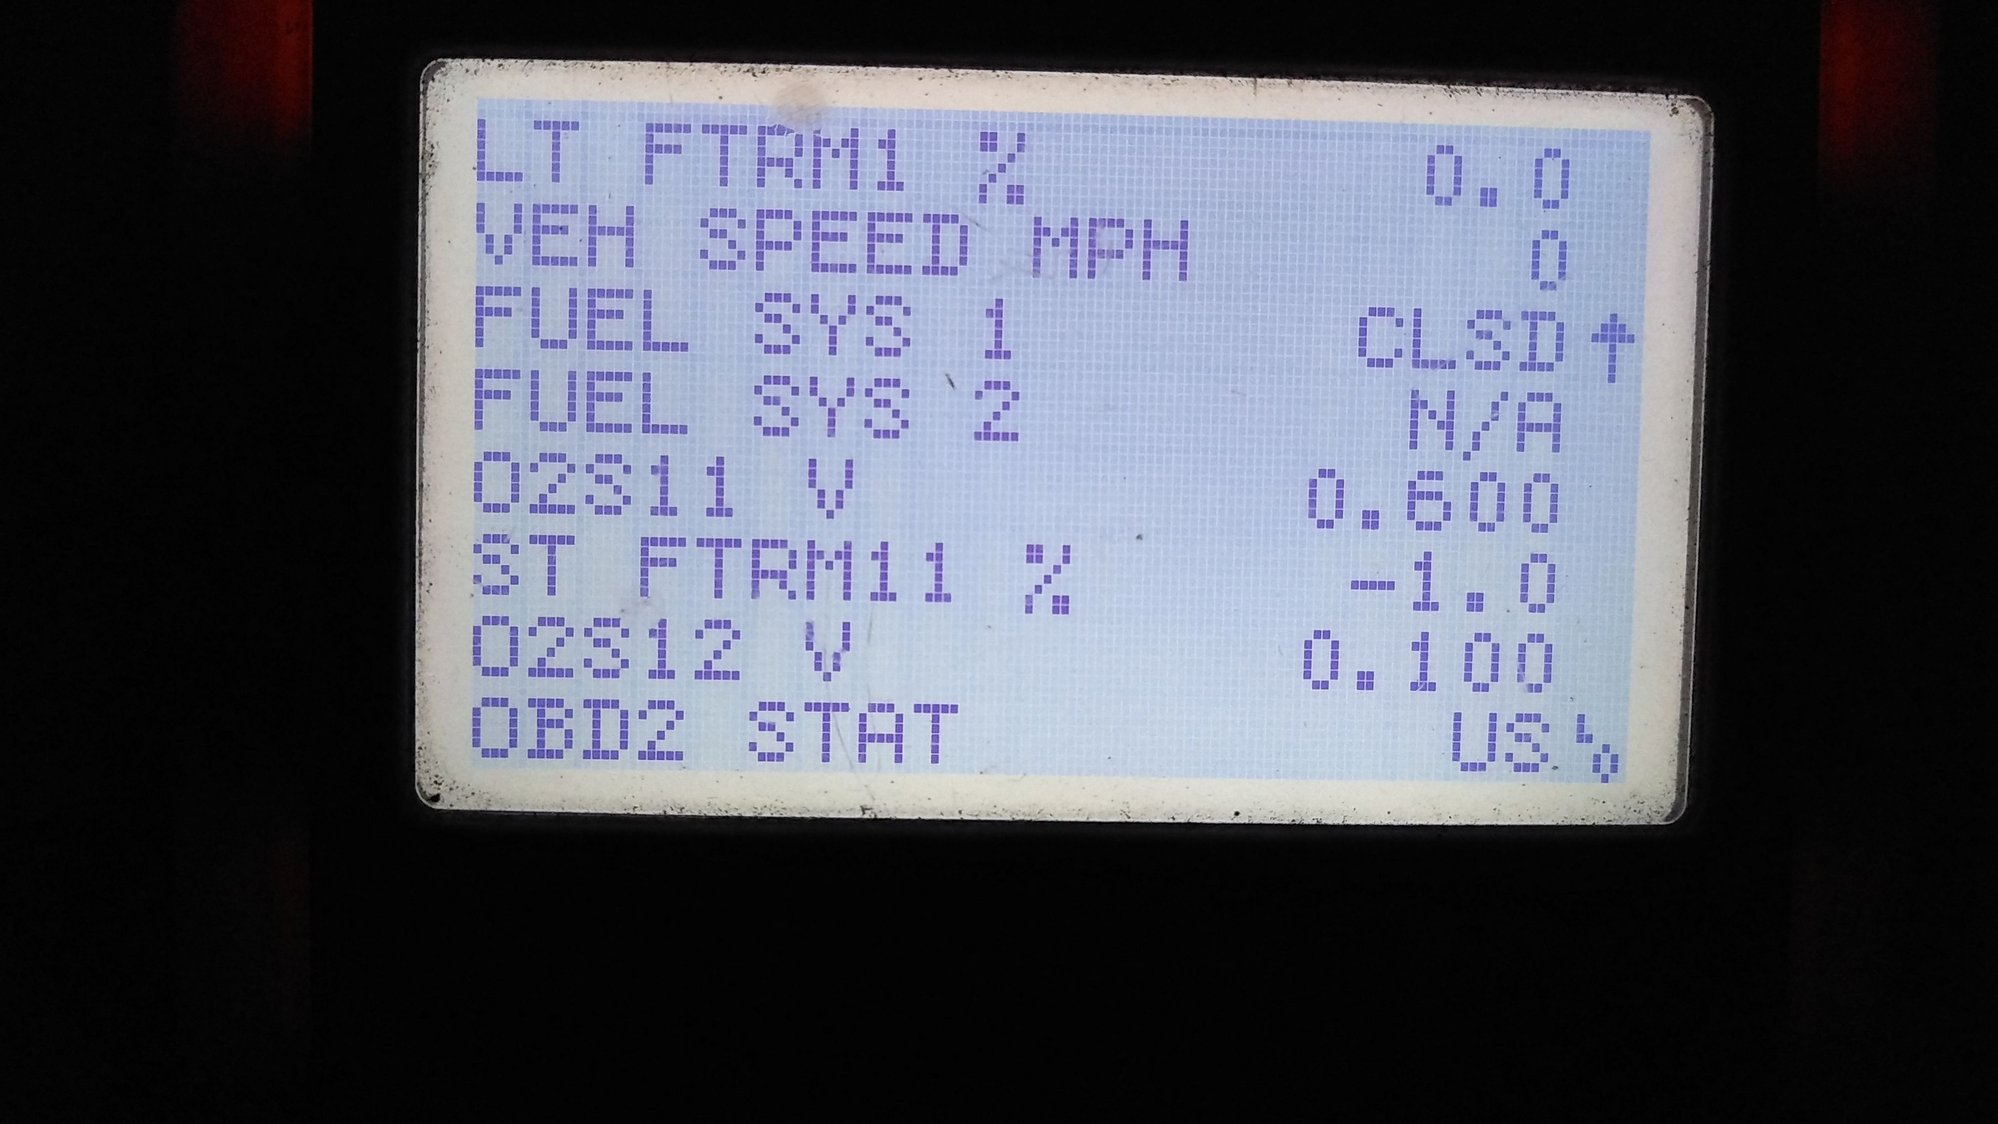 LT FTRM1 % 0.0
VEH SPEED MPH 0
FUEL SYS 1 CLSD↑
FUEL SYS 2 N/A
O2S11 V 0.600
ST FTRM11 % -1.0
O2S12 V 0.100
OBD2 STAT US